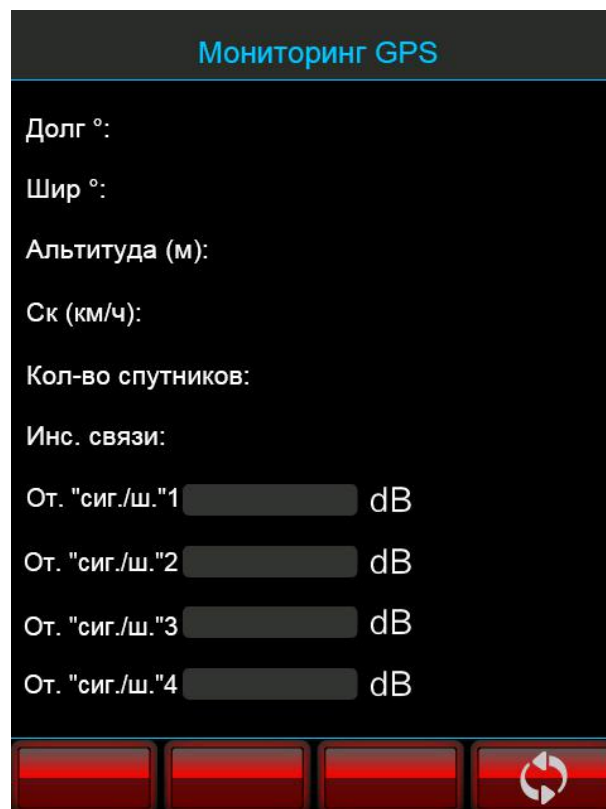 Мониторинг GPS
Долг °:
Шир °:
Альтитуда (м):
Ск (км/ч):
Кол-во спутников:
Инс. связи:
От. "сиг./ш."1 dB
От. "сиг./ш."2 dB
От. "сиг./ш."3 dB
От. "сиг./ш."4 dB